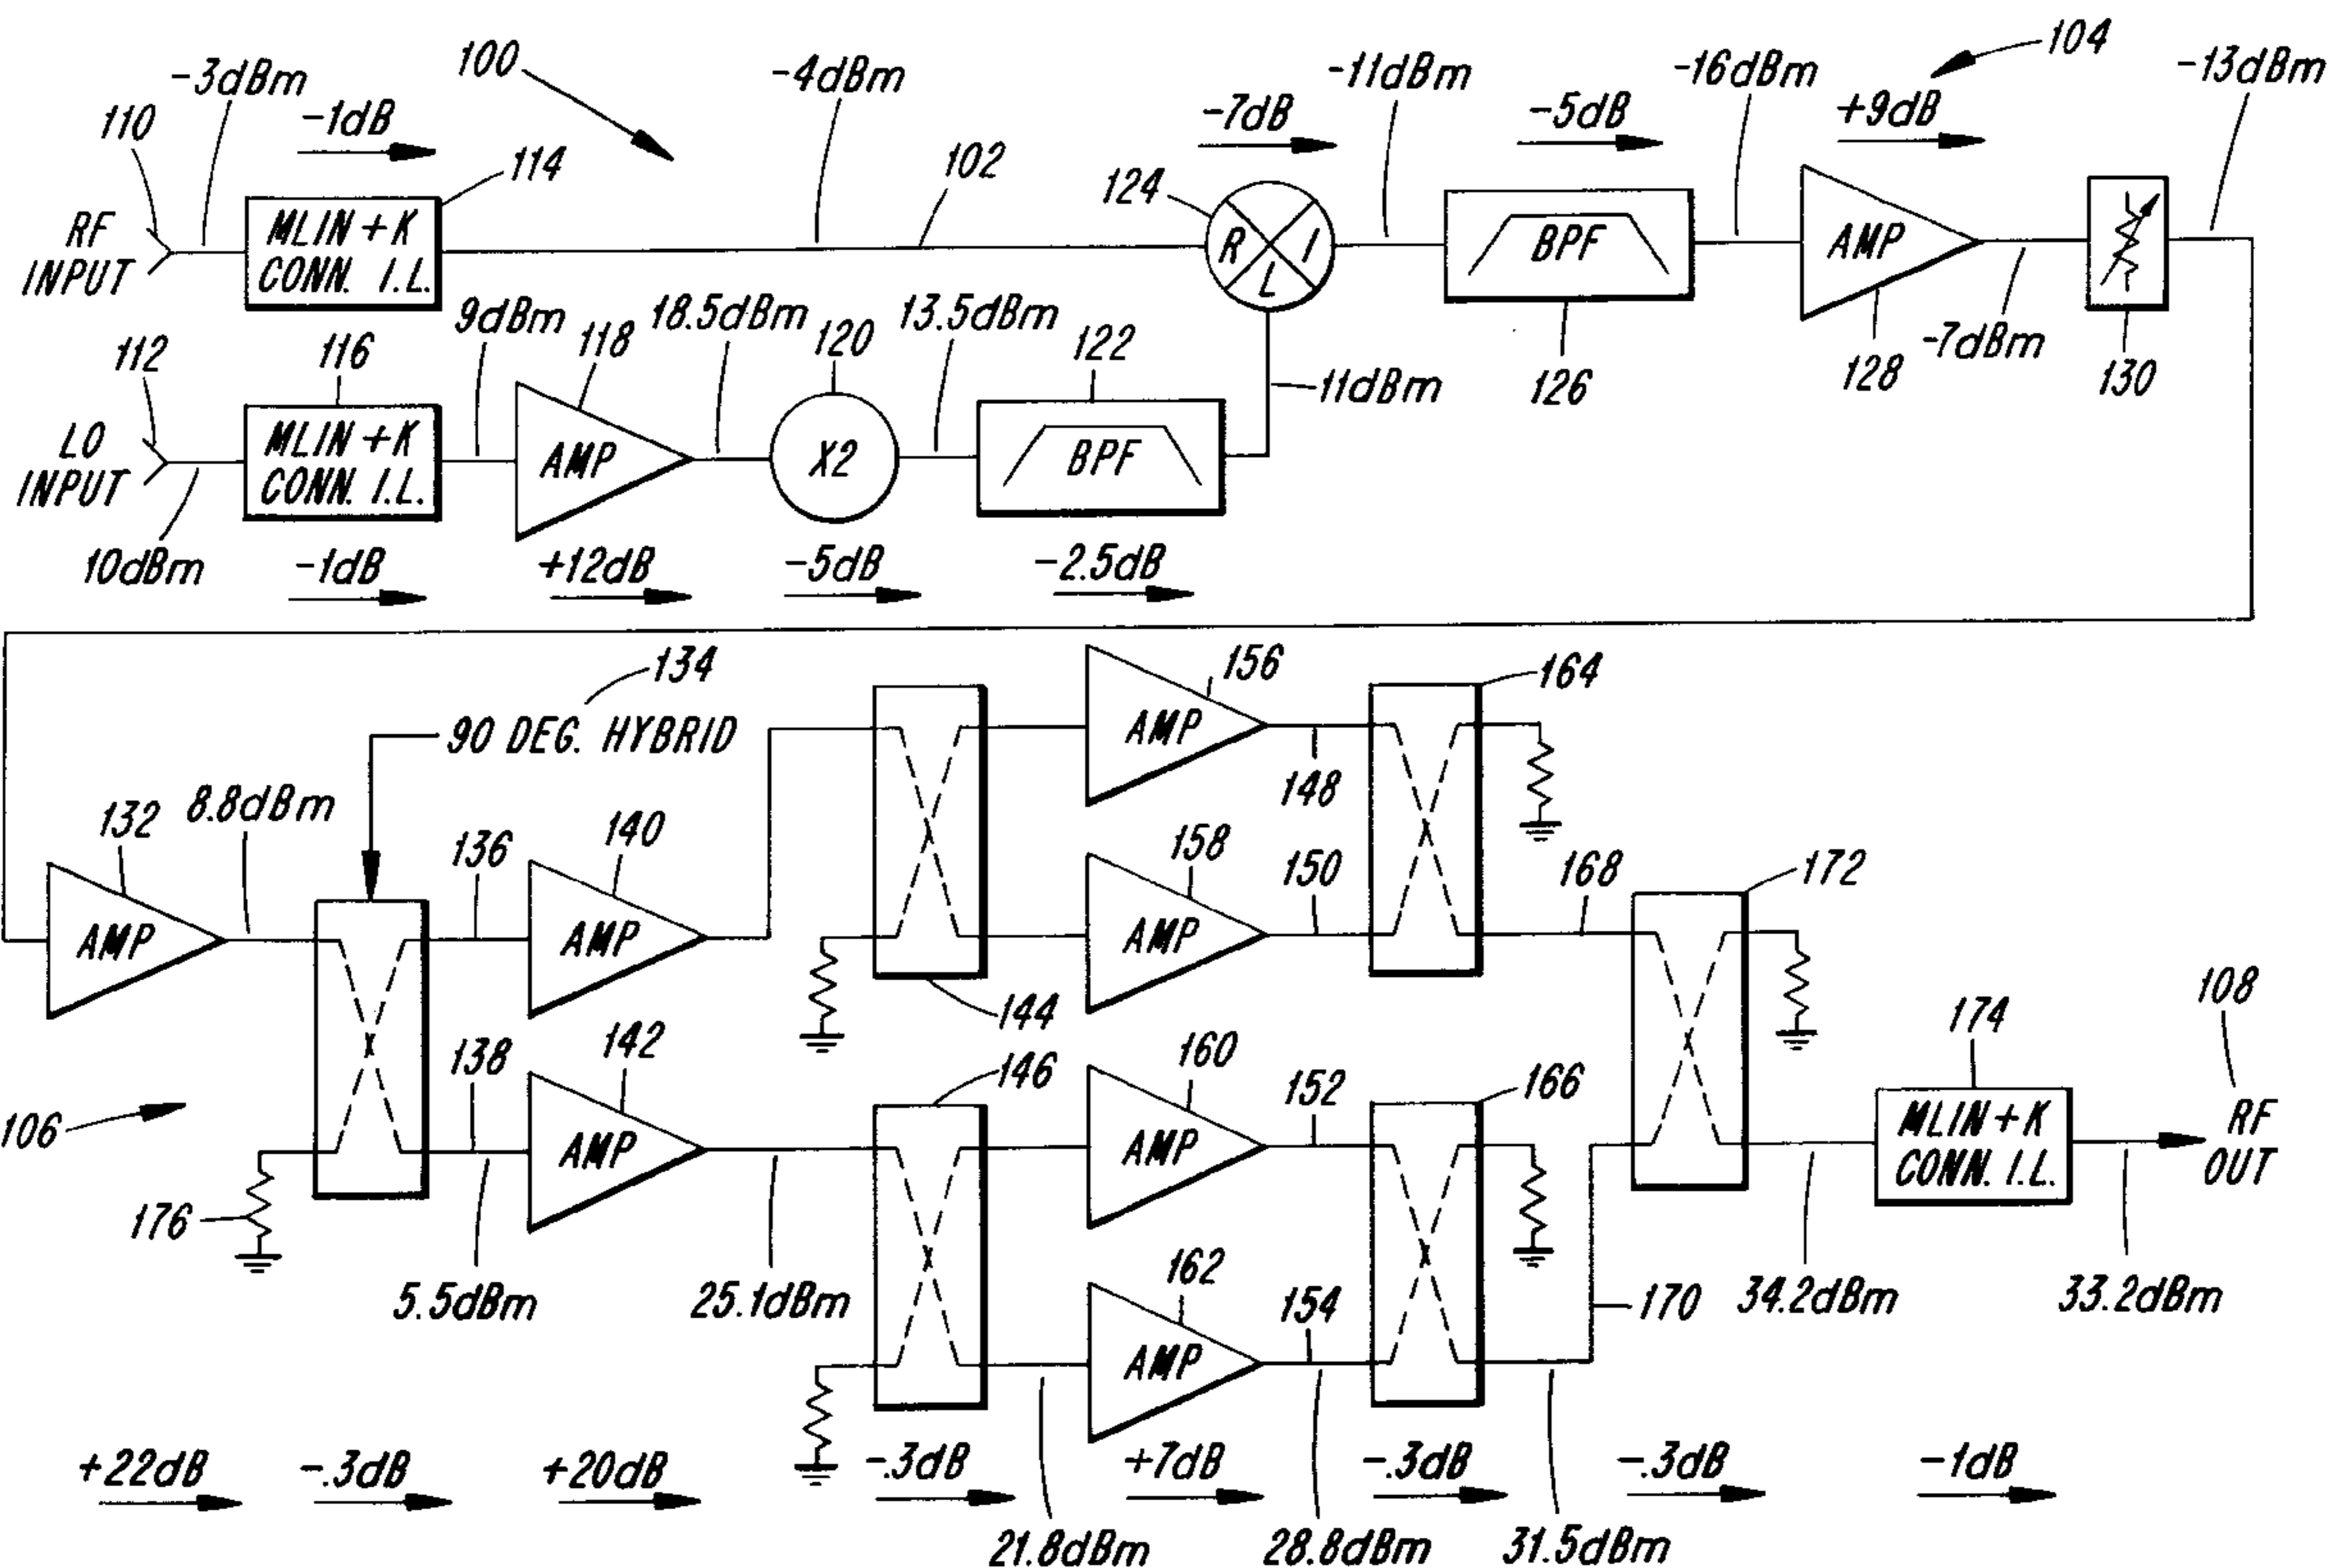 100
-4dBm
104
-3dBm
-1dB
110
114
102
-7dB
-11dBm
-5dB
-16dBm
+9dB
-13dBm
124
RF
INPUT
MLIN +K
CONN. I.L.
R
I
L
BPF
AMP
-7dBm
128
126
130
112
116
9dBm
118
18.5dBm
120
13.5dBm
122
11dBm
LO
INPUT
MLIN +K
CONN. I.L.
AMP
X2
BPF
10dBm
-1dB
+12dB
-5dB
-2.5dB
134
90 DEG. HYBRID
156
164
AMP
148
132
8.8dBm
136
140
158
150
168
172
AMP
AMP
AMP
144
138
142
146
160
152
166
174
108
106
AMP
AMP
MLIN +K
CONN. I.L.
RF
OUT
176
5.5dBm
25.1dBm
162
154
170
34.2dBm
33.2dBm
AMP
+22dB
-.3dB
+20dB
-.3dB
+7dB
-.3dB
-.3dB
-1dB
21.8dBm
28.8dBm
31.5dBm